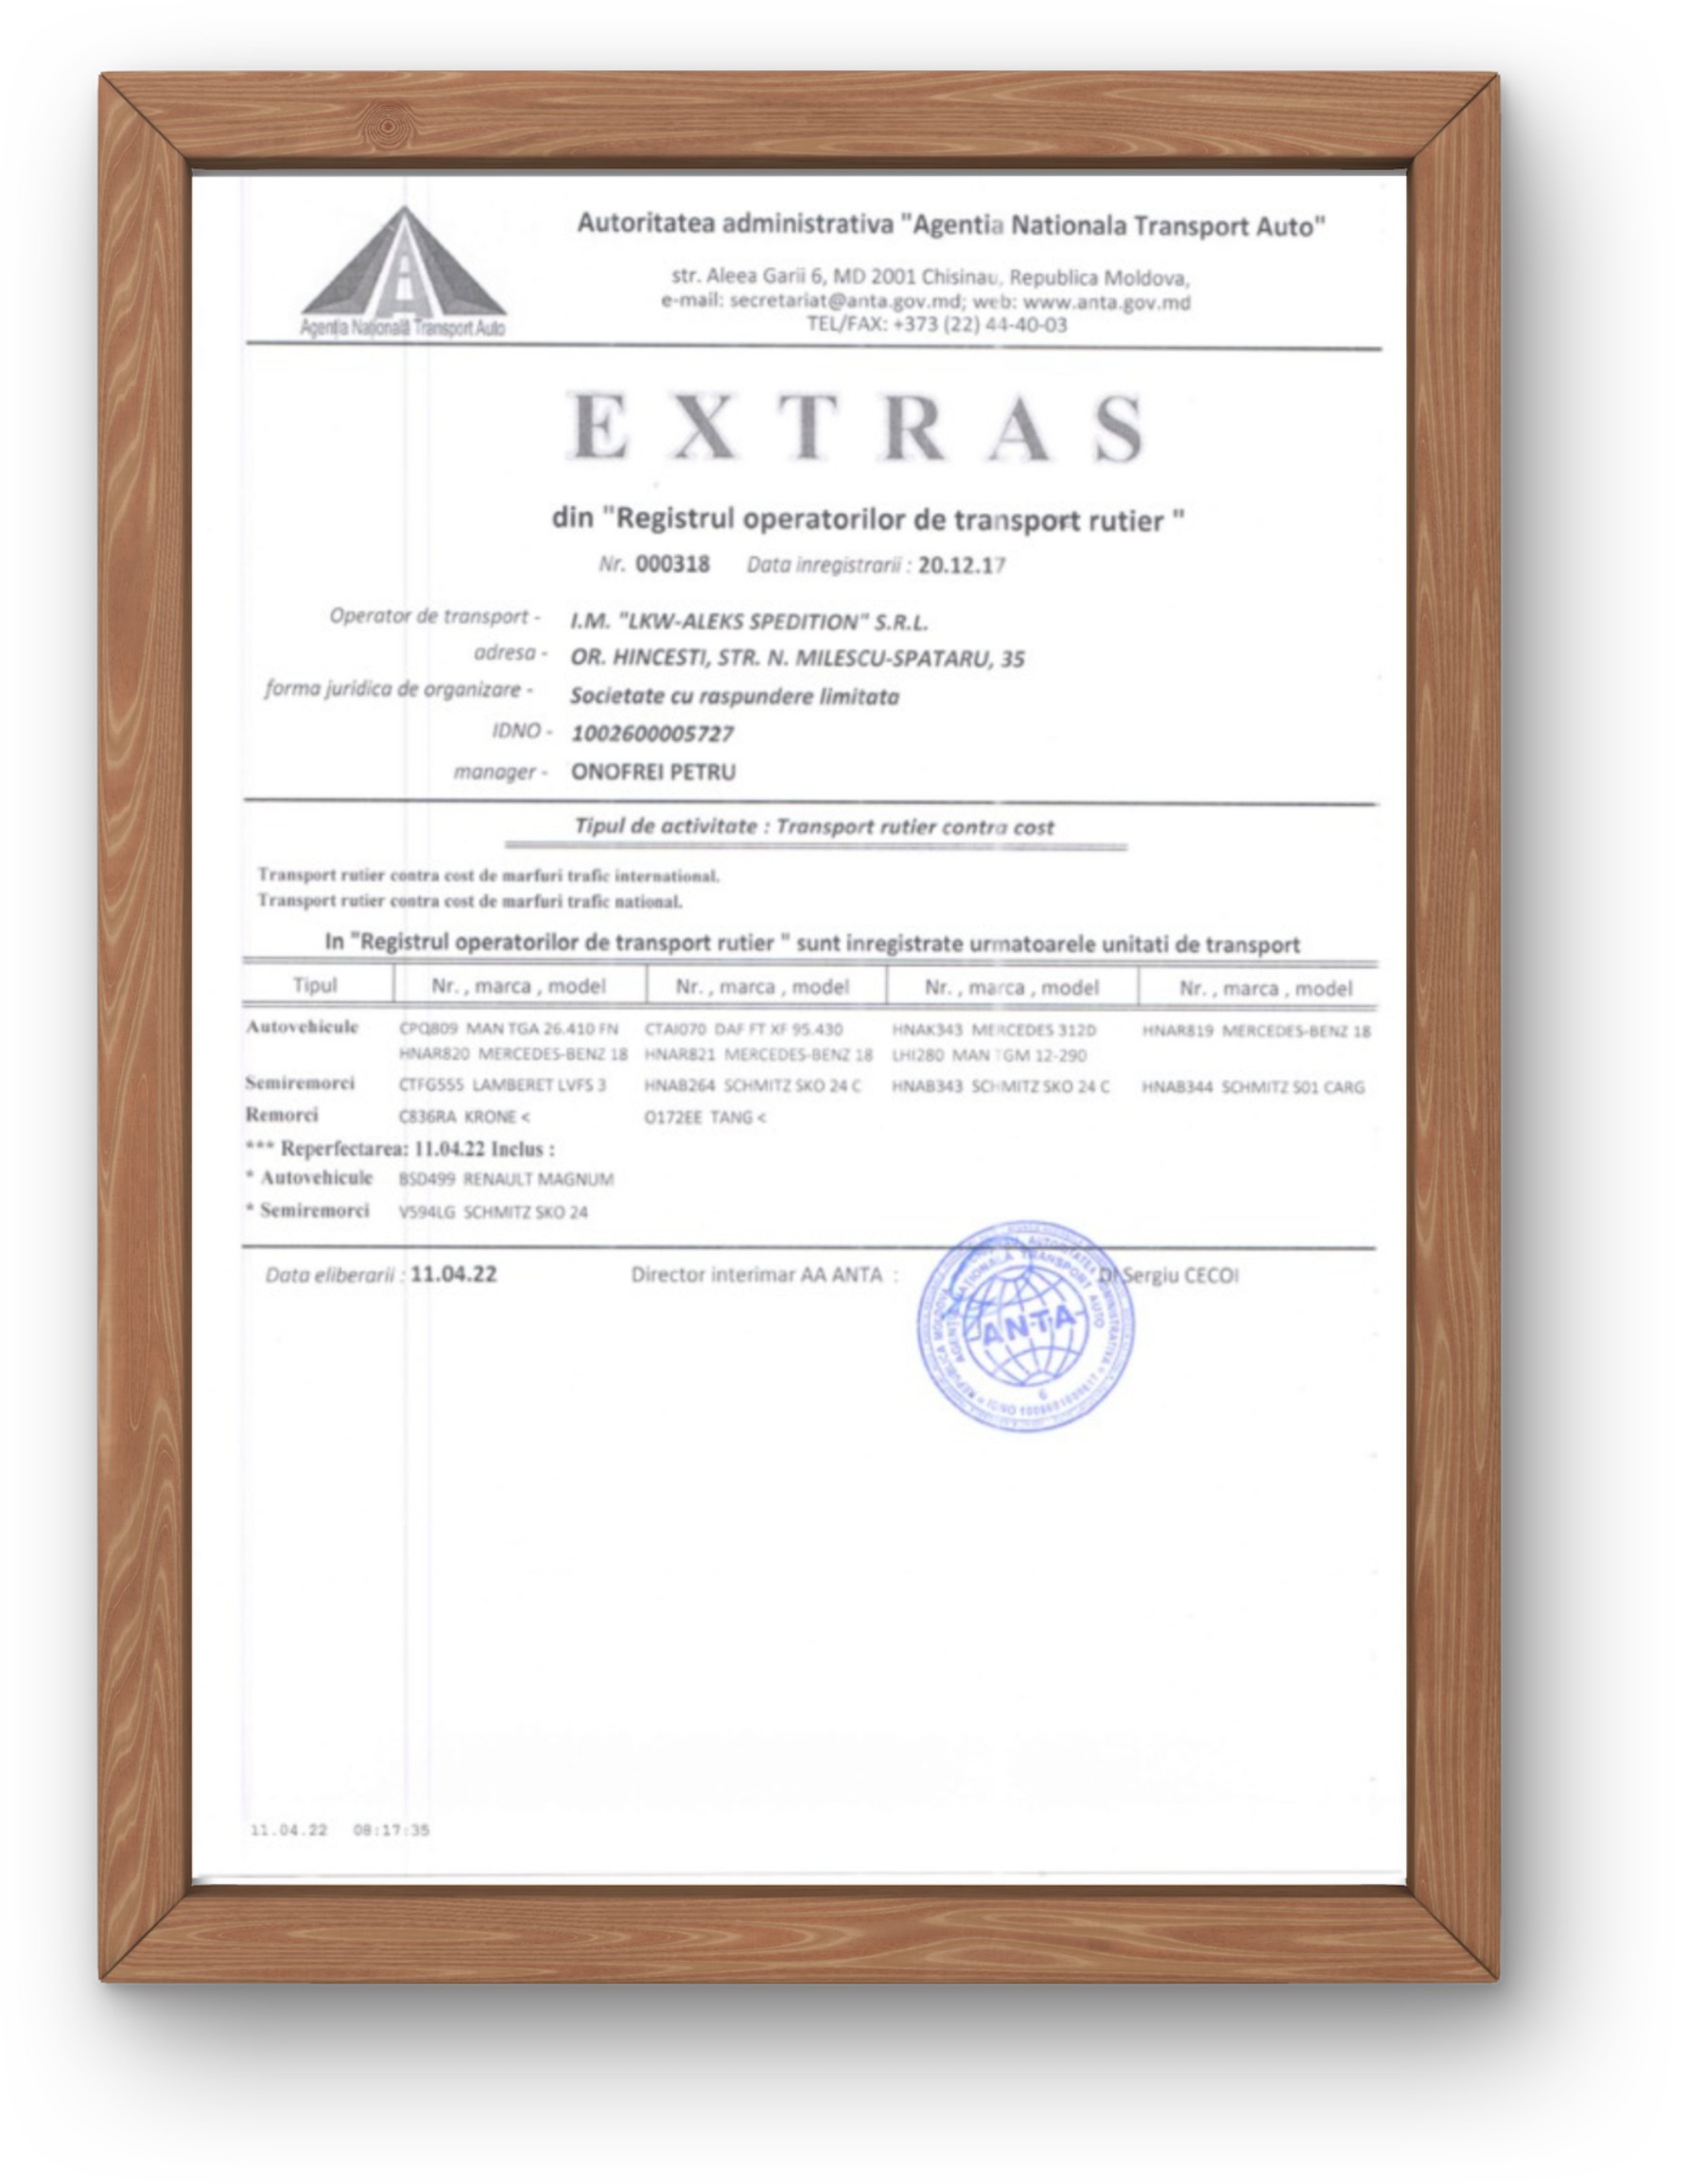 Agenția Națională Transport Auto
Autoritatea administrativa "Agentia Nationala Transport Auto"
str. Aleea Garii 6, MD 2001 Chisinau, Republica Moldova,
e-mail: secretariat@anta.gov.md; web: www.anta.gov.md
TEL/FAX: +373 (22) 44-40-03
E X T R A S
din "Registrul operatorilor de transport rutier "
Nr. 000318 Data inregistrarii : 20.12.17
Operator de transport - I.M. "LKW-ALEKS SPEDITION" S.R.L.
adresa - OR. HINCESTI, STR. N. MILESCU-SPATARU, 35
forma juridica de organizare - Societate cu raspundere limitata
IDNO - 1002600005727
manager - ONOFREI PETRU
Tipul de activitate : Transport rutier contra cost
Transport rutier contra cost de marfuri trafic international.
Transport rutier contra cost de marfuri trafic national.
In "Registrul operatorilor de transport rutier " sunt inregistrate urmatoarele unitati de transport
Tipul Nr. , marca , model Nr. , marca , model Nr. , marca , model Nr. , marca , model
Autovehicule CPQ809 MAN TGA 26.410 FN CTAI070 DAF FT XF 95.430 HNAK343 MERCEDES 312D HNAR819 MERCEDES-BENZ 18
HNAR820 MERCEDES-BENZ 18 HNAR821 MERCEDES-BENZ 18 LHI280 MAN TGM 12-290
Semiremorci CTFG555 LAMBERET LVFS 3 HNAB264 SCHMITZ SKO 24 C HNAB343 SCHMITZ SKO 24 C HNAB344 SCHMITZ S01 CARG
Remorci C836RA KRONE < O172EE TANG <
*** Reperfectarea: 11.04.22 Inclus :
* Autovehicule BSD499 RENAULT MAGNUM
* Semiremorci V594LG SCHMITZ SKO 24
Data eliberarii : 11.04.22 Director interimar AA ANTA : Dl Sergiu CECOI
REPUBLICA MOLDOVA AUTORITATEA ADMINISTRATIVA
AGENTIA NATIONALA TRANSPORT AUTO
ANTA
6
11.04.22 08:17:35